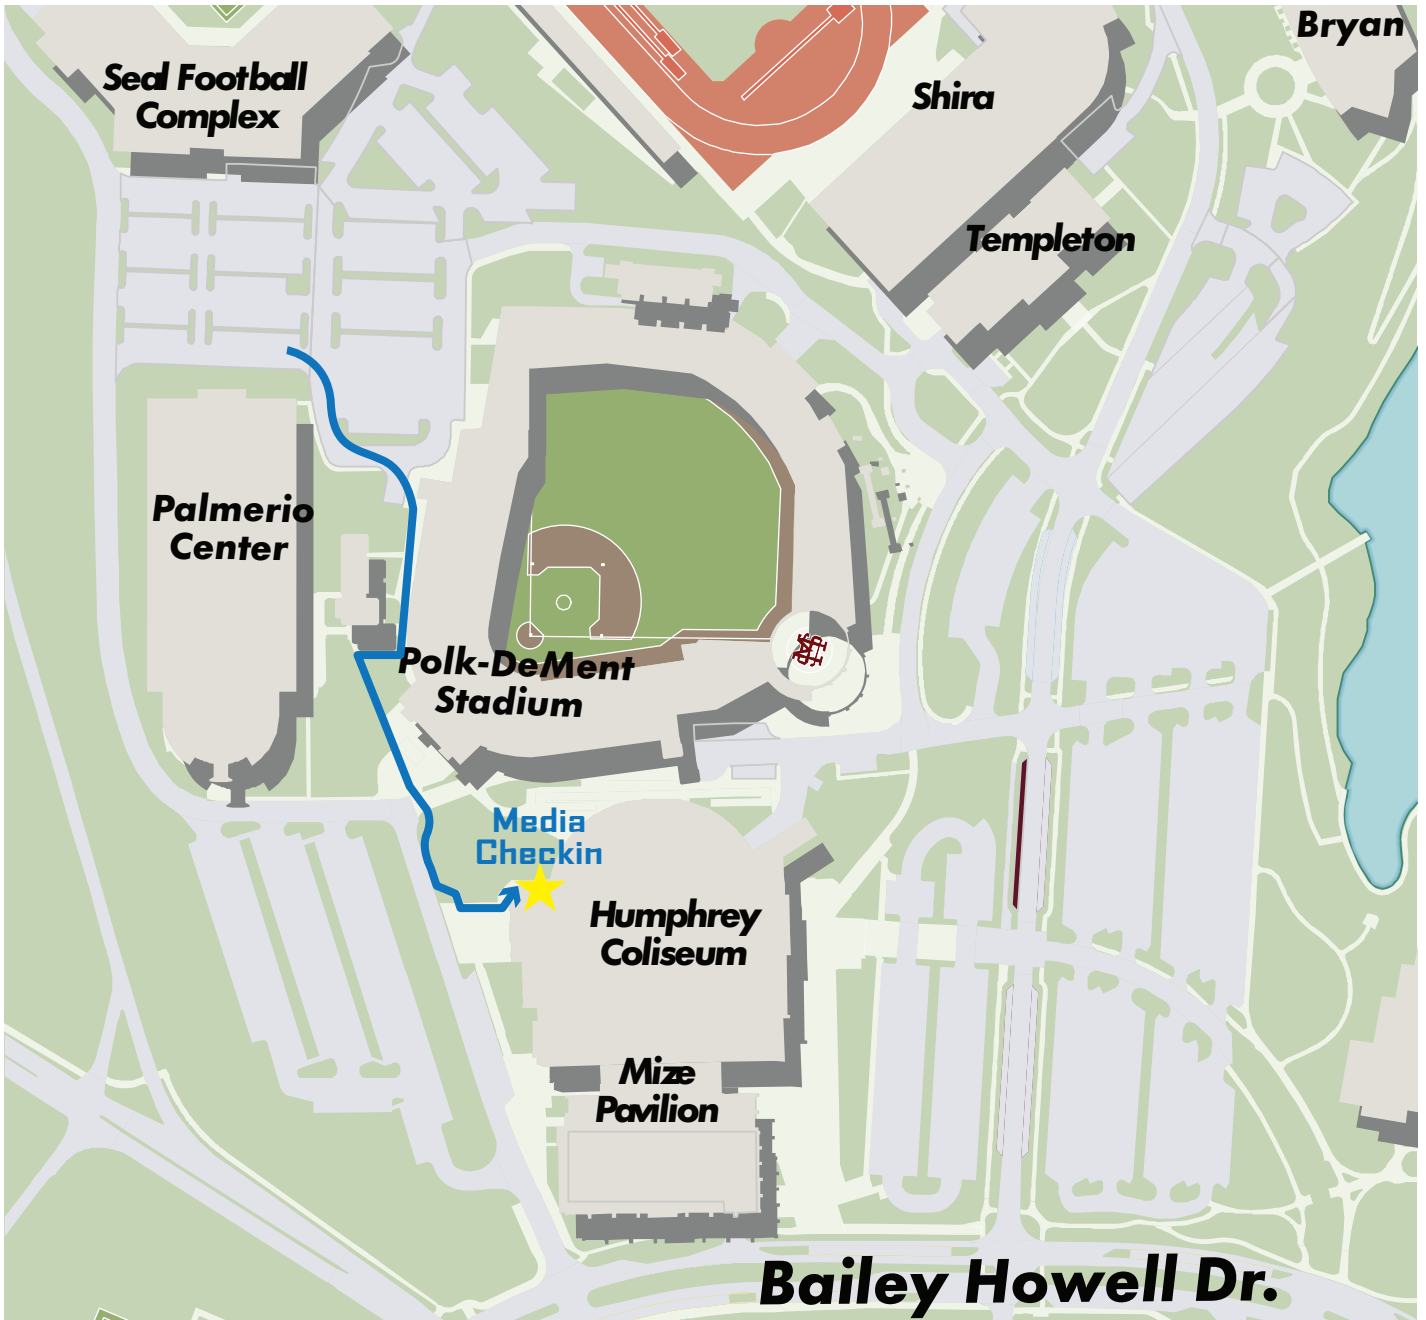 Bryan
Seal Football
Complex
Shira
Templeton
Palmerio
Center
Polk-DeMent
Stadium
Media
Checkin
Humphrey
Coliseum
Mize
Pavilion
Bailey Howell Dr.